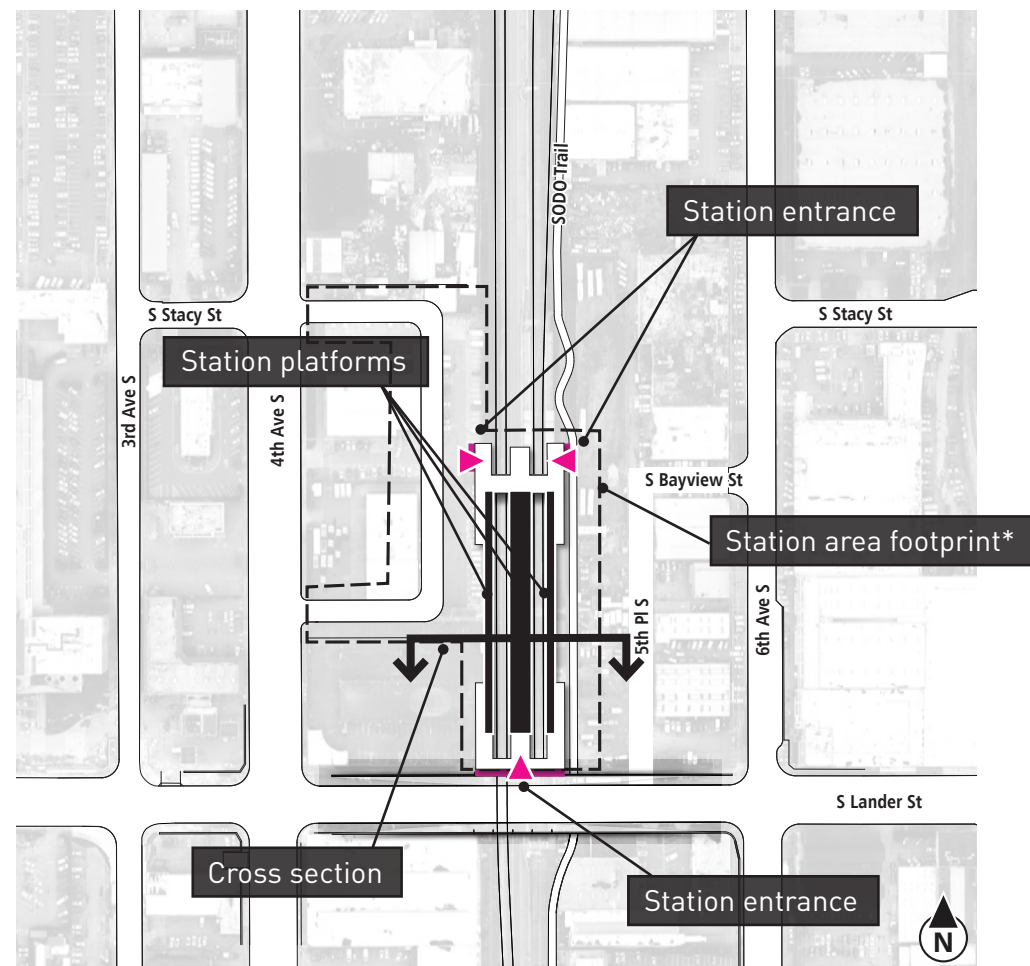 SODO Trail
Station entrance
S Stacy St
S Stacy St
Station platforms
3rd Ave S
4th Ave S
S Bayview St
Station area footprint*
5th Pl S
6th Ave S
S Lander St
Cross section
Station entrance
N